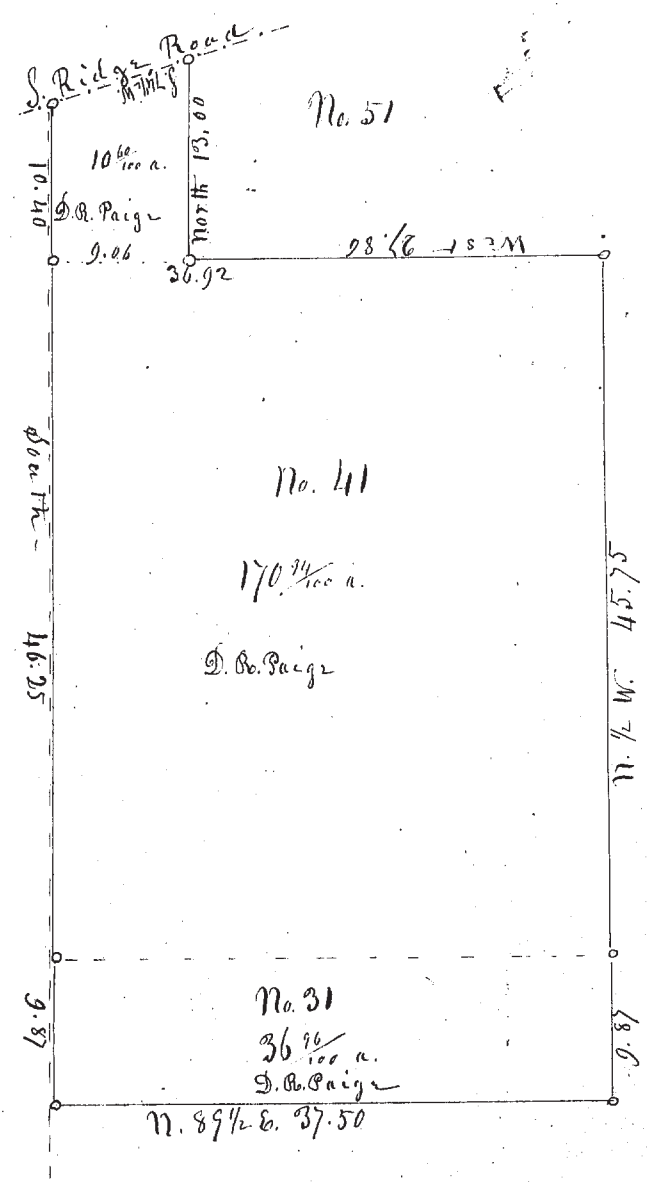 S. Ridge Road
No. 51
10 60/100 a.
D.R. Paige
10.40
North 13.00
9.06
36.92
West 27.86
No. 41
170 94/100 a.
D.R. Paige
South - 46.25
N. ½ W. 45.75
No. 31
36 96/100 a.
D.R. Paige
9.87
9.87
N. 89½ E. 37.50